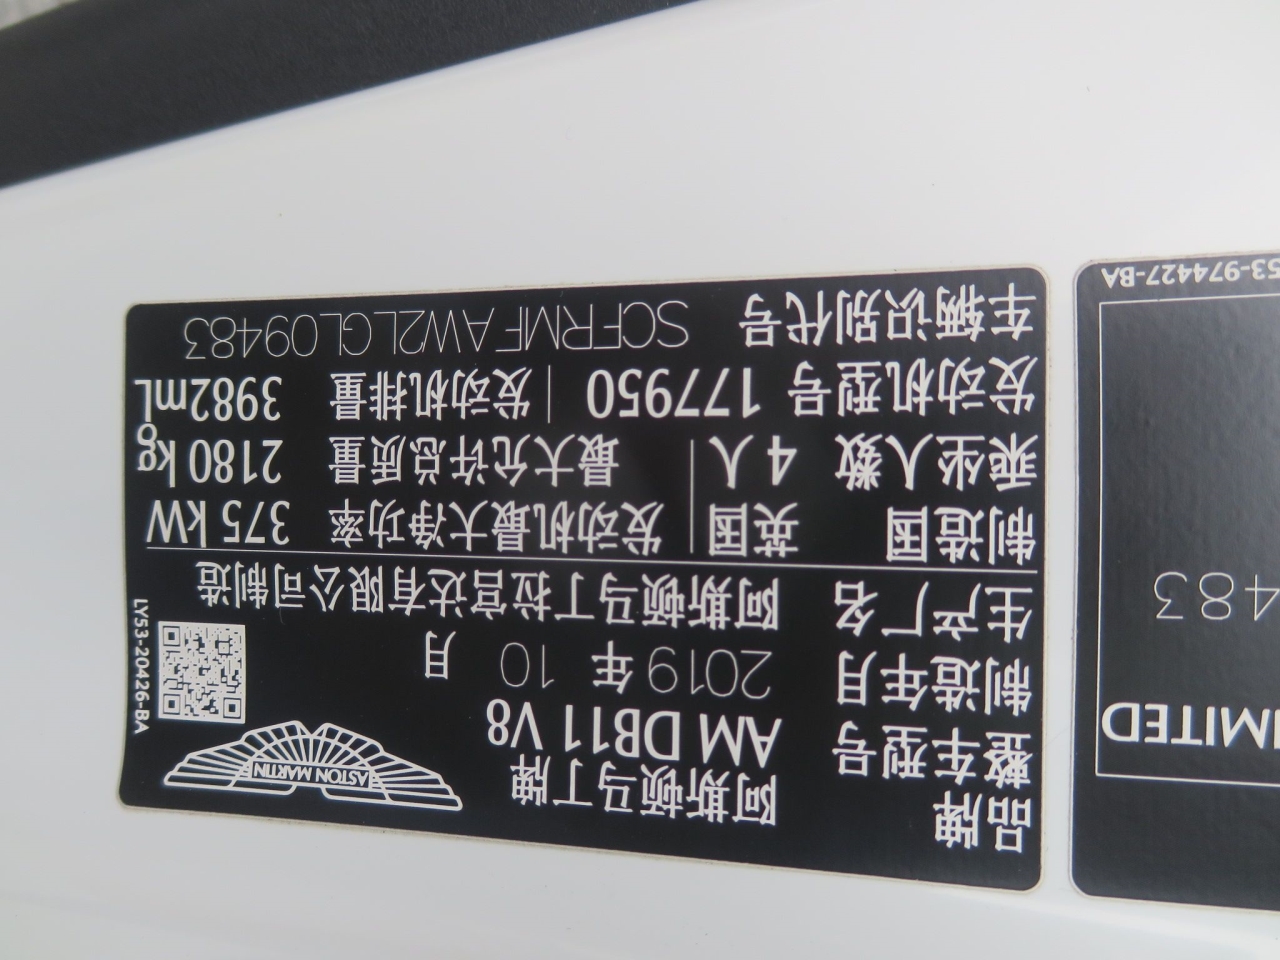 品牌 阿斯顿马丁牌
整车型号 AM DB11 V8
制造年月 2019 年 10 月
生产厂名 阿斯顿马丁拉宫达有限公司制造
制造国 英国 发动机最大净功率 375 kW
乘坐人数 4人 最大允许总质量 2180 kg
发动机型号 177950 发动机排量 3982mL
车辆识别代号 SCFRMFAW2LGL09483
ASTON MARTIN
LY53-20426-BA
IMITED
483
53-974427-BA